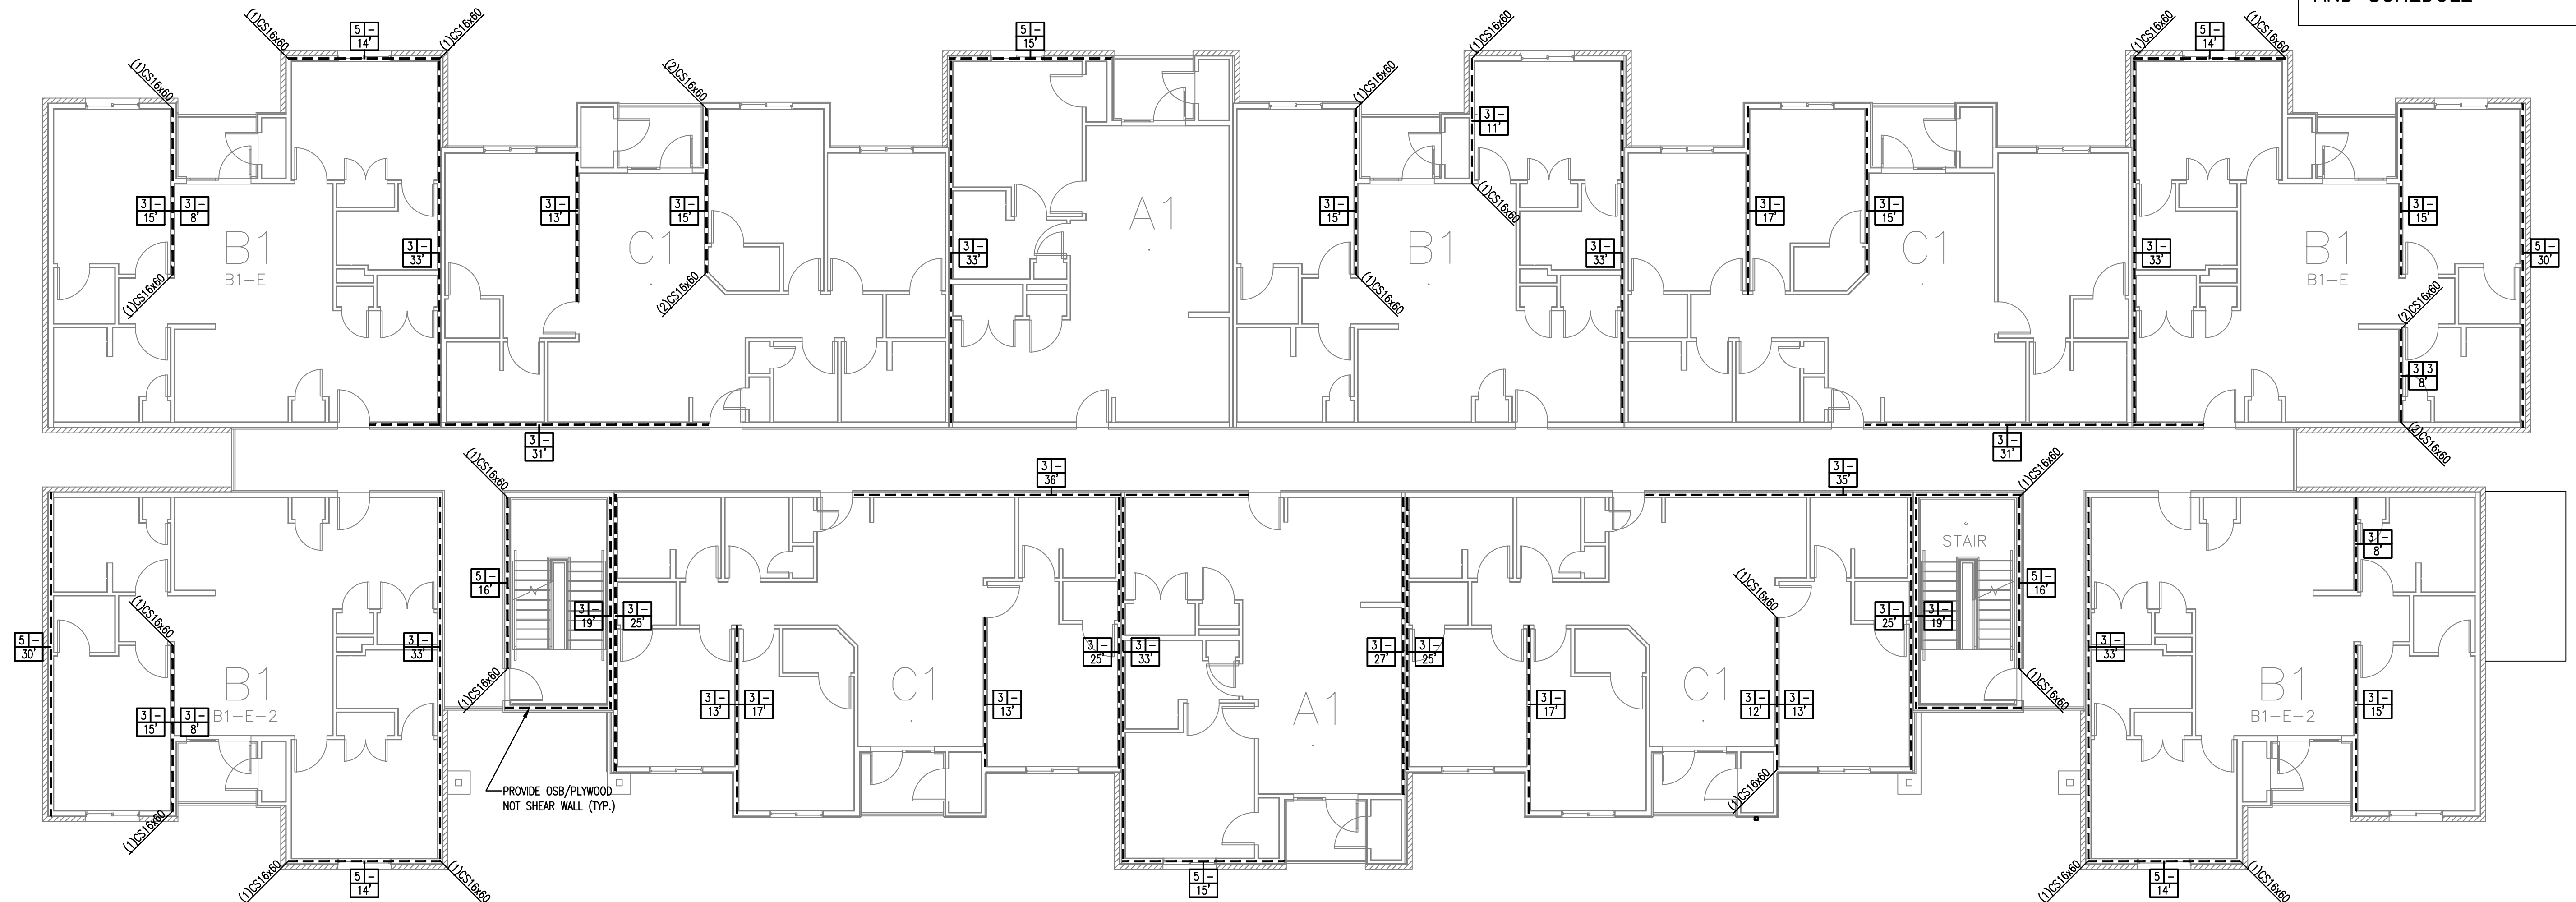 AND SCHEDULE
(1)CS16x60
(1)CS16x60
5 -
14'
(1)CS16x60
(2)CS16x60
5 -
15'
(1)CS16x60
(1)CS16x60
(1)CS16x60
5 -
14'
(1)CS16x60
3 -
11'
3 -
15'
3 -
8'
B1
B1-E
3 -
33'
(1)CS16x60
3 -
13'
C1
3 -
15'
(2)CS16x60
3 -
33'
A1
3 -
15'
B1
(1)CS16x60
(1)CS16x60
3 -
33'
3 -
17'
3 -
15'
C1
3 -
33'
B1
B1-E
3 -
15'
5 -
30'
(2)CS16x60
3 3
8'
(2)CS16x60
3 -
31'
3 -
31'
(1)CS16x60
3 -
36'
3 -
35'
(1)CS16x60
5 -
16'
3 -
19'
3 -
25'
(1)CS16x60
STAIR
3 -
25'
3 -
19'
5 -
16'
3 -
8'
5 -
30'
(1)CS16x60
3 -
33'
(1)CS16x60
3 -
25'
3 -
33'
3 -
27'
3 -
25'
(1)CS16x60
3 -
33'
B1
B1-E-2
3 -
15'
3 -
8'
3 -
13'
3 -
17'
C1
3 -
13'
A1
3 -
17'
C1
3 -
12'
3 -
13'
B1
B1-E-2
3 -
15'
PROVIDE OSB/PLYWOOD
NOT SHEAR WALL (TYP.)
(1)CS16x60
(1)CS16x60
(1)CS16x60
5 -
14'
(1)CS16x60
5 -
15'
(1)CS16x60
5 -
14'
(1)CS16x60